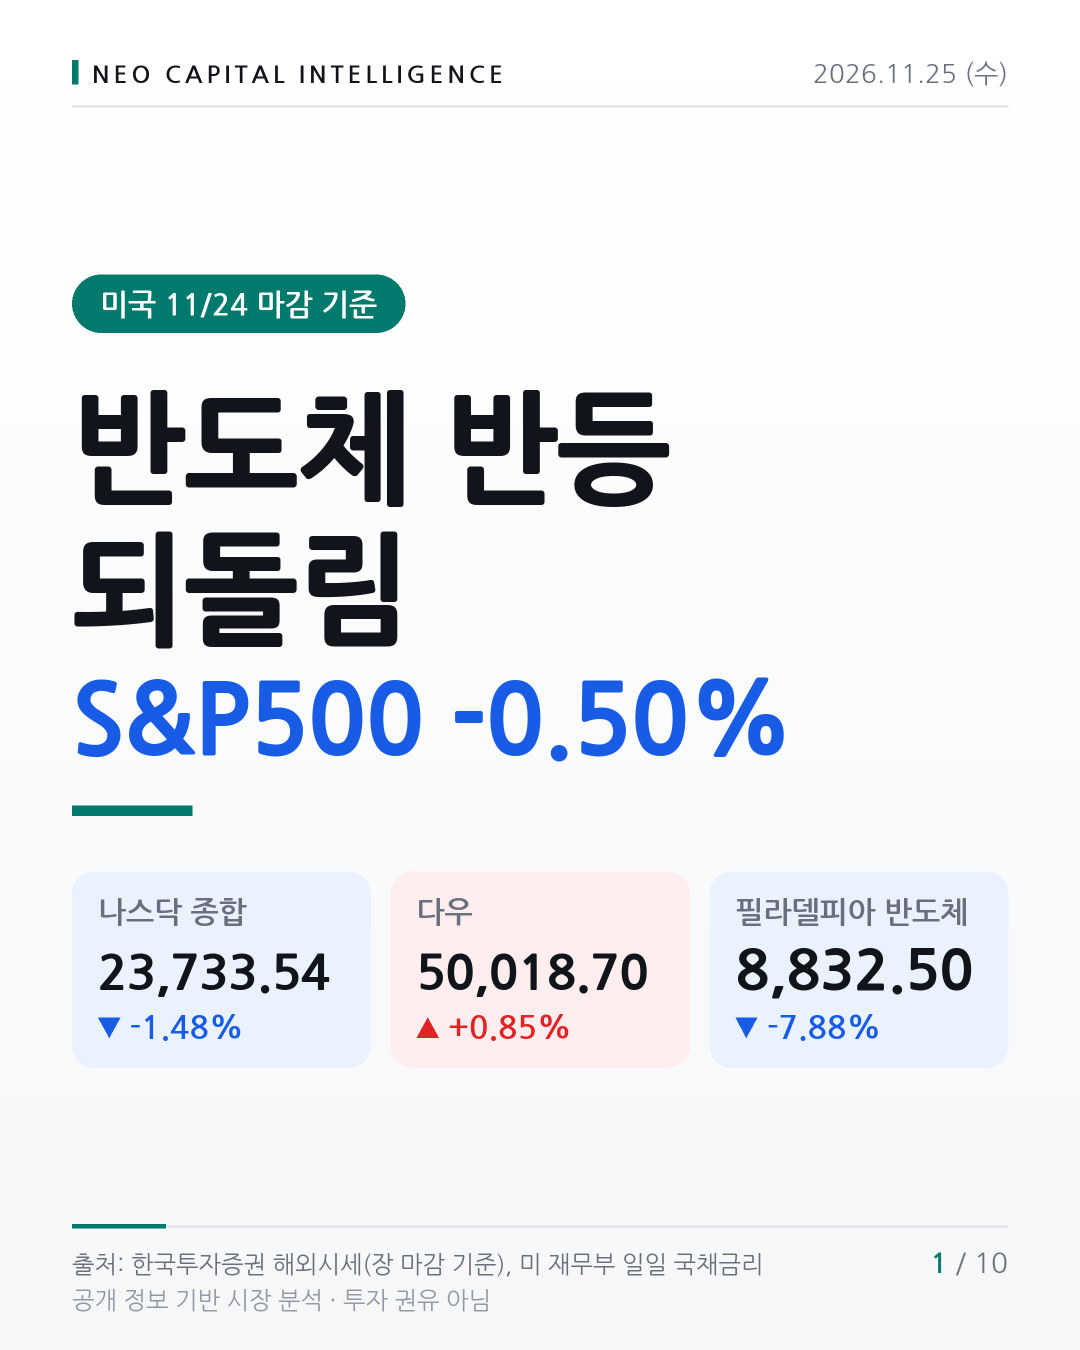 NEO CAPITAL INTELLIGENCE
2026.11.25 (수)
미국 11/24 마감 기준
반도체 반등
되돌림
S&P500 -0.50%
나스닥 종합
23,733.54
▼ -1.48%
다우
50,018.70
▲ +0.85%
필라델피아 반도체
8,832.50
▼ -7.88%
출처: 한국투자증권 해외시세(장 마감 기준), 미 재무부 일일 국채금리
1 / 10
공개 정보 기반 시장 분석 · 투자 권유 아님